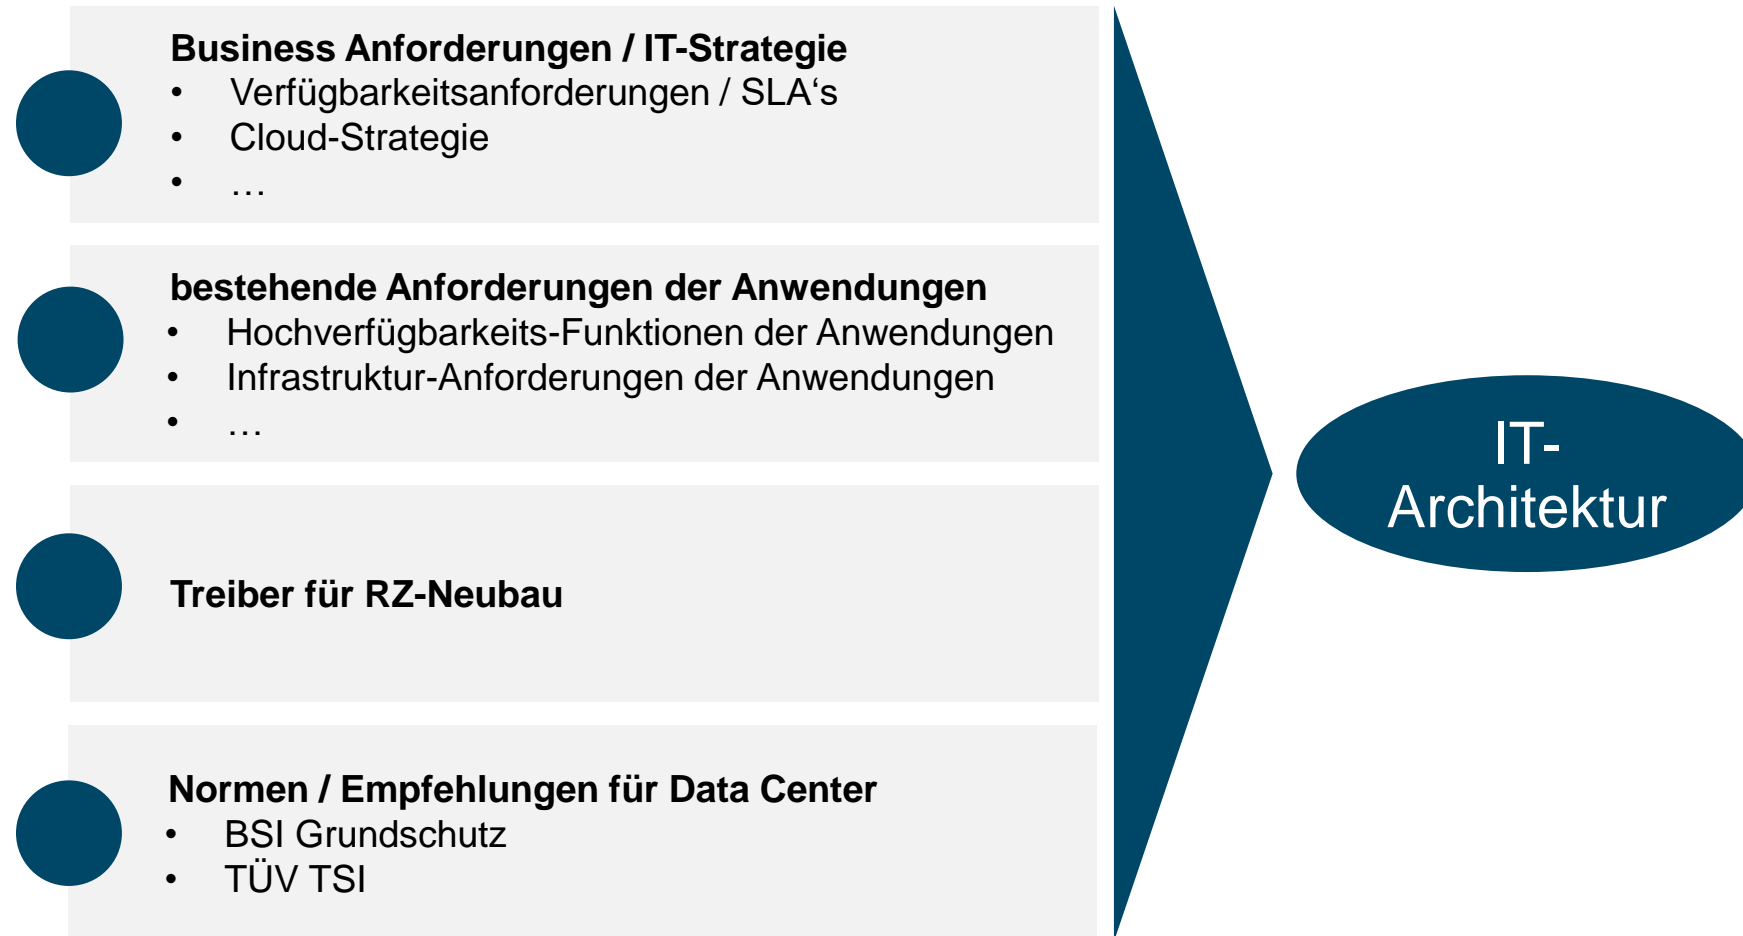 Business Anforderungen / IT-Strategie
• Verfügbarkeitsanforderungen / SLA‘s
• Cloud-Strategie
• …
bestehende Anforderungen der Anwendungen
• Hochverfügbarkeits-Funktionen der Anwendungen
• Infrastruktur-Anforderungen der Anwendungen
• …
Treiber für RZ-Neubau
Normen / Empfehlungen für Data Center
• BSI Grundschutz
• TÜV TSI
IT-
Architektur